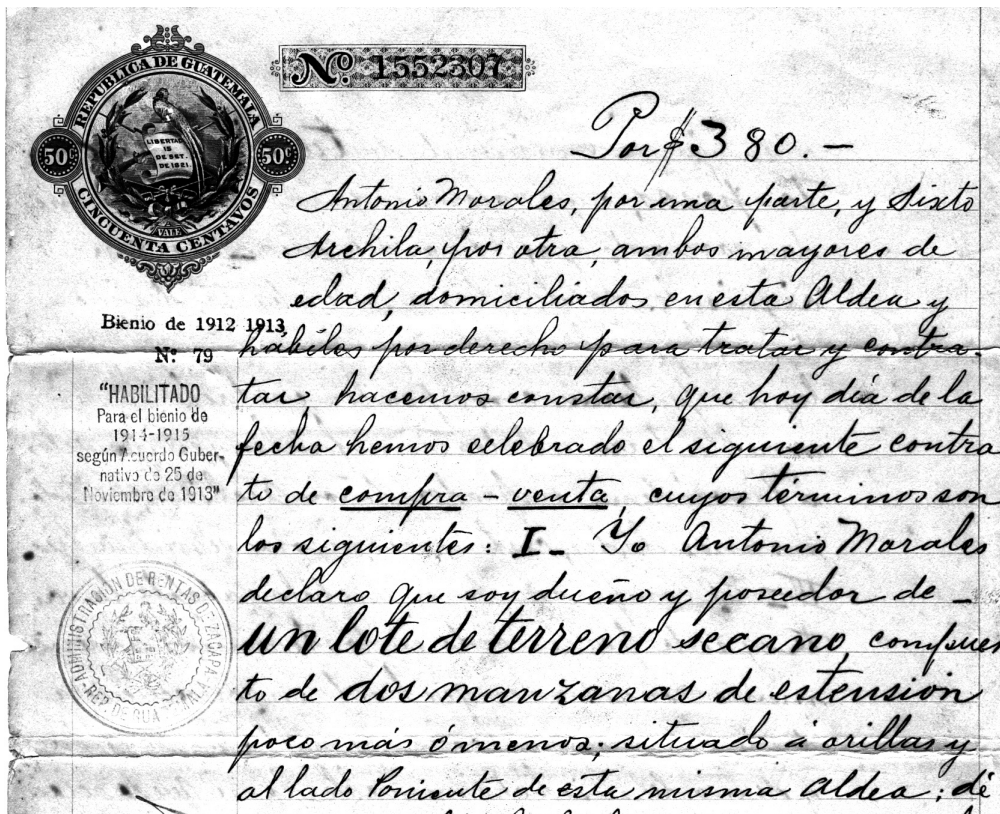 REPUBLICA DE GUATEMALA
50¢ 50¢
LIBERTAD
15
DE SET.
DE 1821.
VALE
CINCUENTA CENTAVOS
Nº 1552307
Por $380.—
Antonio Morales, por una parte, y Sixto
Archila, por otra, ambos mayores de
edad, domiciliados en esta Aldea y
Bienio de 1912 1913
Nº 79
hábiles por derecho para tratar y contra-
"HABILITADO
Para el bienio de
1914-1915
según Acuerdo Guber-
nativo de 25 de
Noviembre de 1913"
tar hacemos constar, que hoy día de la
fecha hemos selebrado el siguiente contra
to de compra - venta, cuyos términos son
los siguientes: I- Yo Antonio Morales
declaro que soy dueño y poseedor de -
un lote de terreno secano, compues
to de dos manzanas de estensión
poco más ó menos; situado á orillas y
al lado Poniente de esta misma Aldea; dé
ADMINISTRACION DE RENTAS DE ZACAPA
REP. DE GUATEMALA